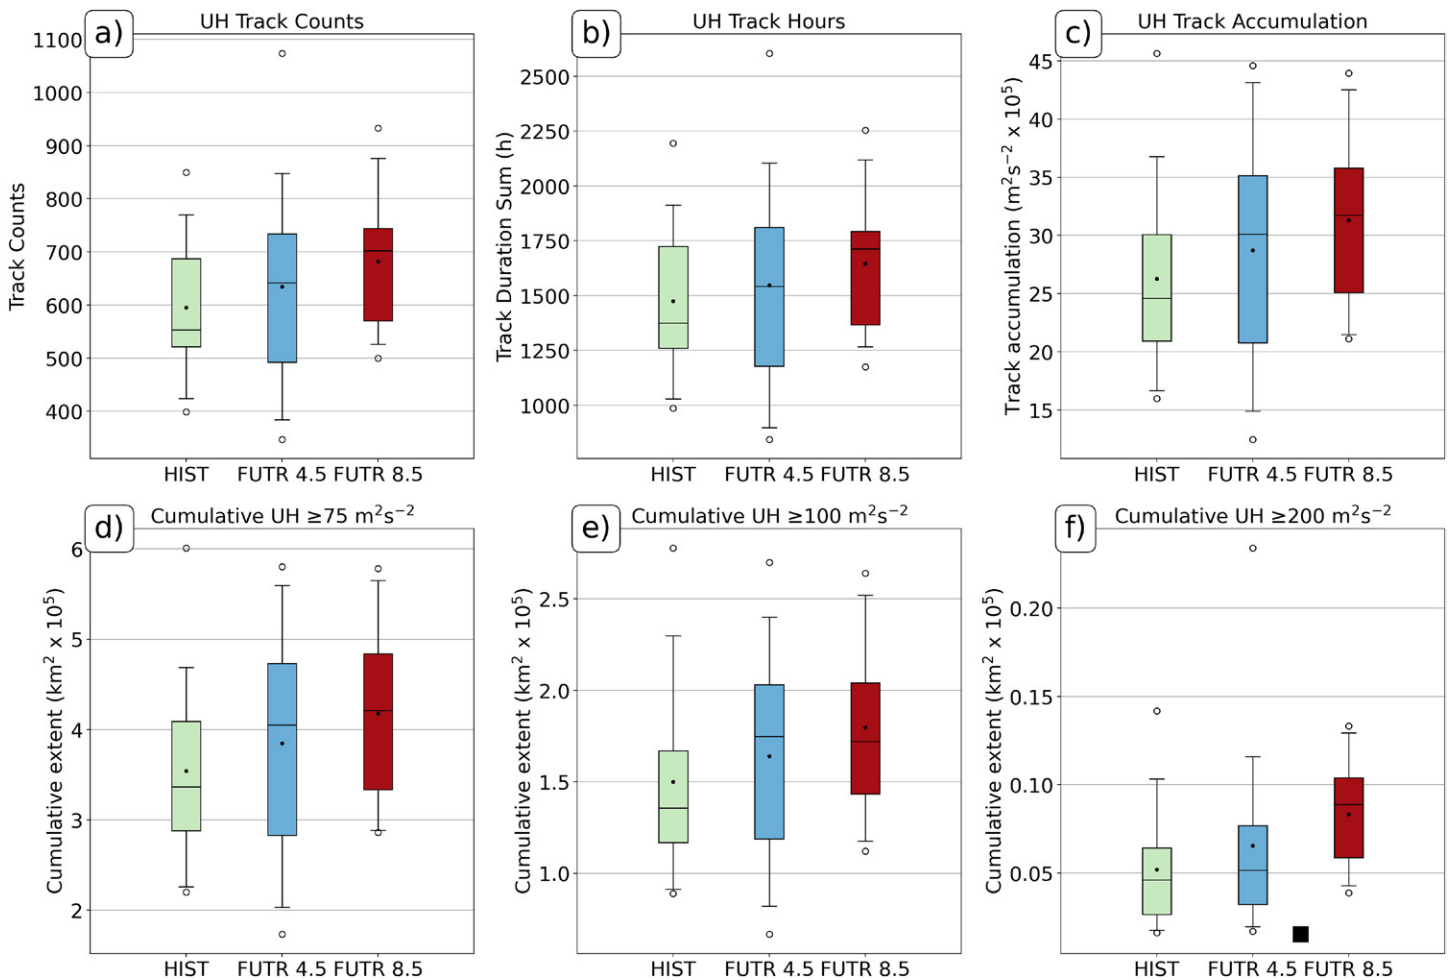 a) UH Track Counts
Track Counts
1100
1000
900
800
700
600
500
400
HIST FUTR 4.5 FUTR 8.5
b) UH Track Hours
Track Duration Sum (h)
2500
2250
2000
1750
1500
1250
1000
HIST FUTR 4.5 FUTR 8.5
c) UH Track Accumulation
Track accumulation (m²s⁻² x 10⁵)
45
40
35
30
25
20
15
HIST FUTR 4.5 FUTR 8.5
d) Cumulative UH ≥75 m²s⁻²
Cumulative extent (km² x 10⁵)
6
5
4
3
2
HIST FUTR 4.5 FUTR 8.5
e) Cumulative UH ≥100 m²s⁻²
Cumulative extent (km² x 10⁵)
2.5
2.0
1.5
1.0
HIST FUTR 4.5 FUTR 8.5
f) Cumulative UH ≥200 m²s⁻²
Cumulative extent (km² x 10⁵)
0.20
0.15
0.10
0.05
HIST FUTR 4.5 FUTR 8.5